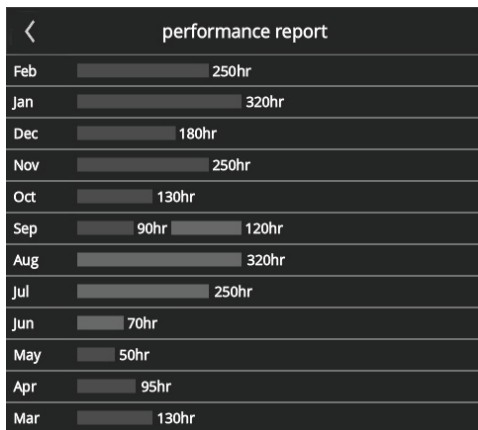 performance report
Feb 250hr
Jan 320hr
Dec 180hr
Nov 250hr
Oct 130hr
Sep 90hr 120hr
Aug 320hr
Jul 250hr
Jun 70hr
May 50hr
Apr 95hr
Mar 130hr